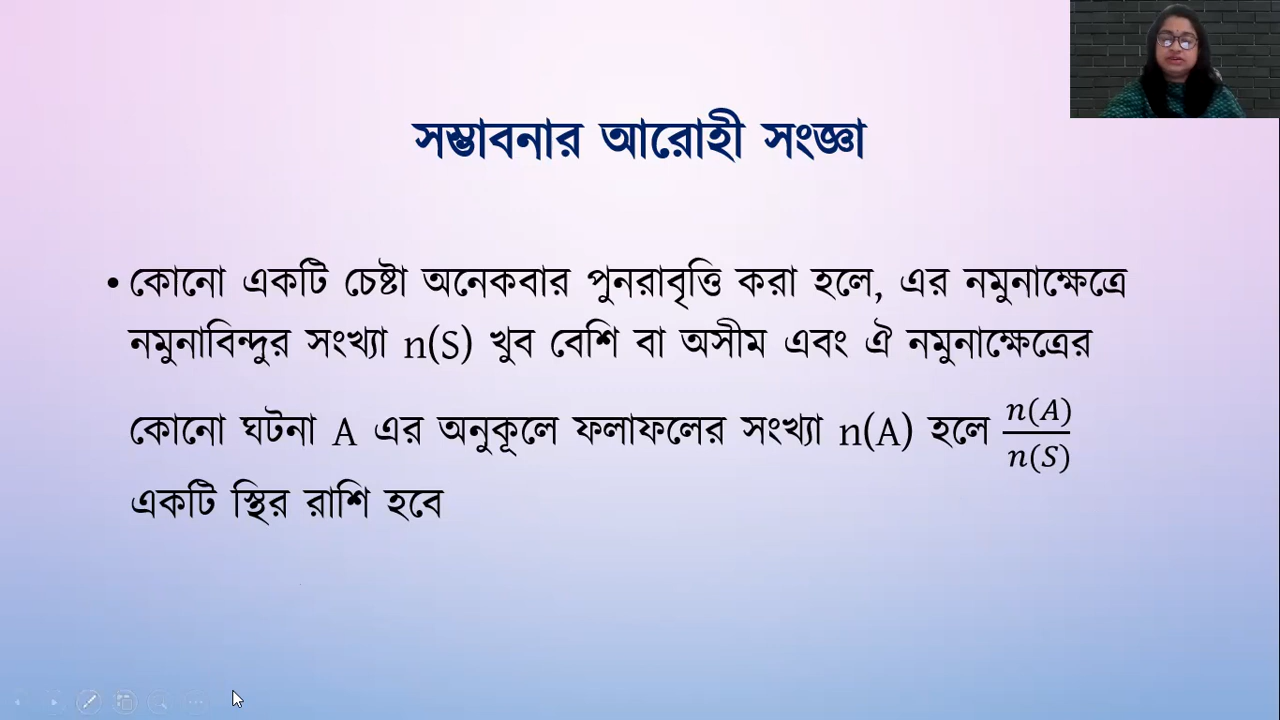 সম্ভাবনার আরোহী সংজ্ঞা
• কোনো একটি চেষ্টা অনেকবার পুনরাবৃত্তি করা হলে, এর নমুনাক্ষেত্রে
নমুনাবিন্দুর সংখ্যা n(S) খুব বেশি বা অসীম এবং ঐ নমুনাক্ষেত্রের
কোনো ঘটনা A এর অনুকূলে ফলাফলের সংখ্যা n(A) হলে n(A)/n(S)
একটি স্থির রাশি হবে